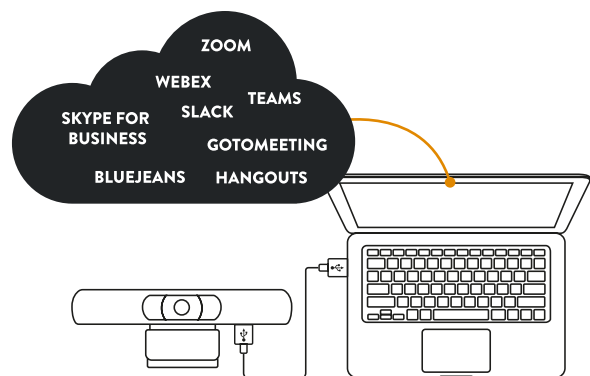 ZOOM
WEBEX
TEAMS
SLACK
SKYPE FOR
BUSINESS
GOTOMEETING
BLUEJEANS
HANGOUTS